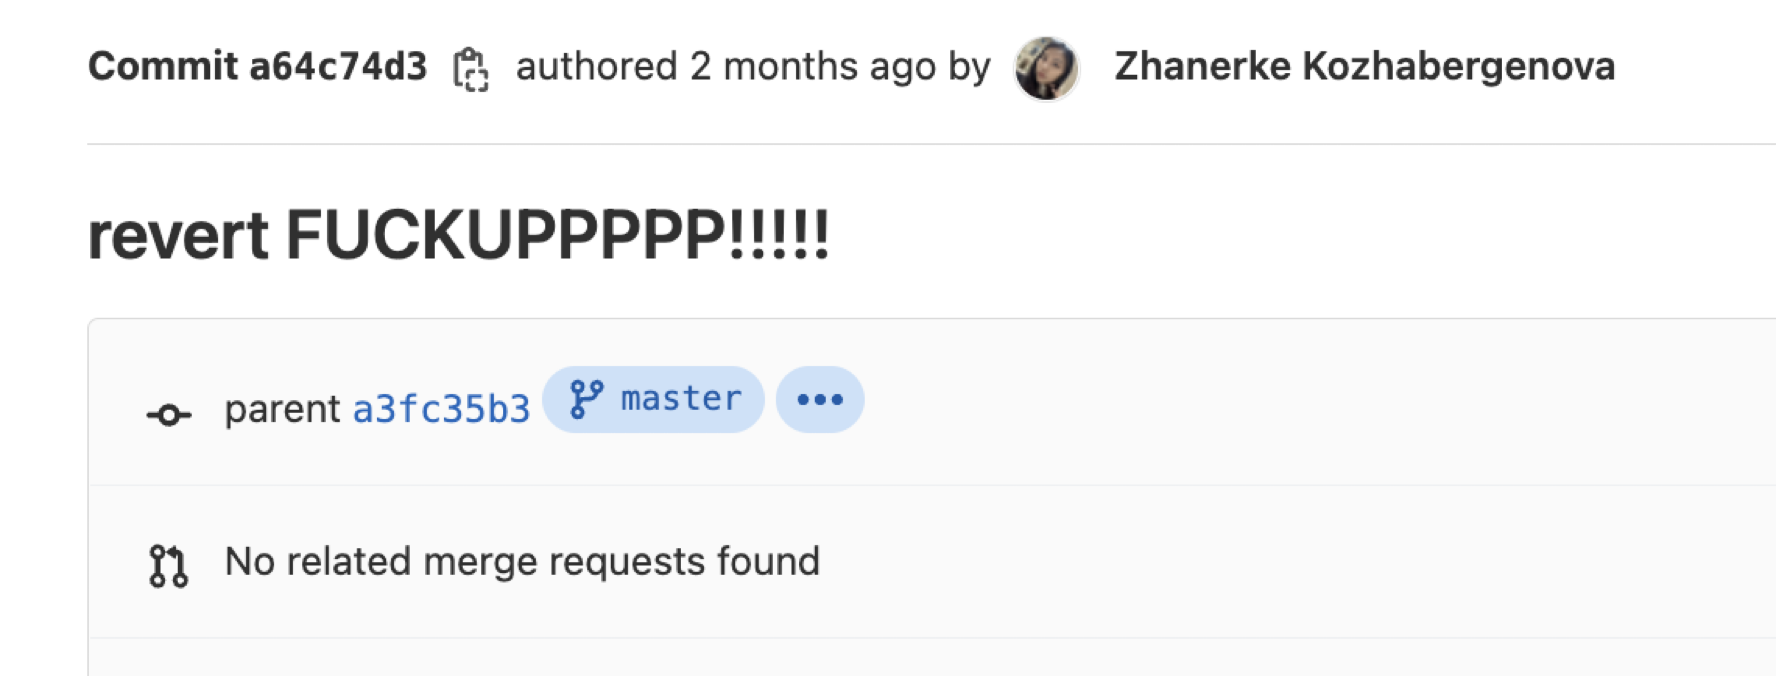 Commit a64c74d3 authored 2 months ago by Zhanerke Kozhabergenova
revert FUCKUPPPPP!!!!!
parent a3fc35b3 master •••
No related merge requests found